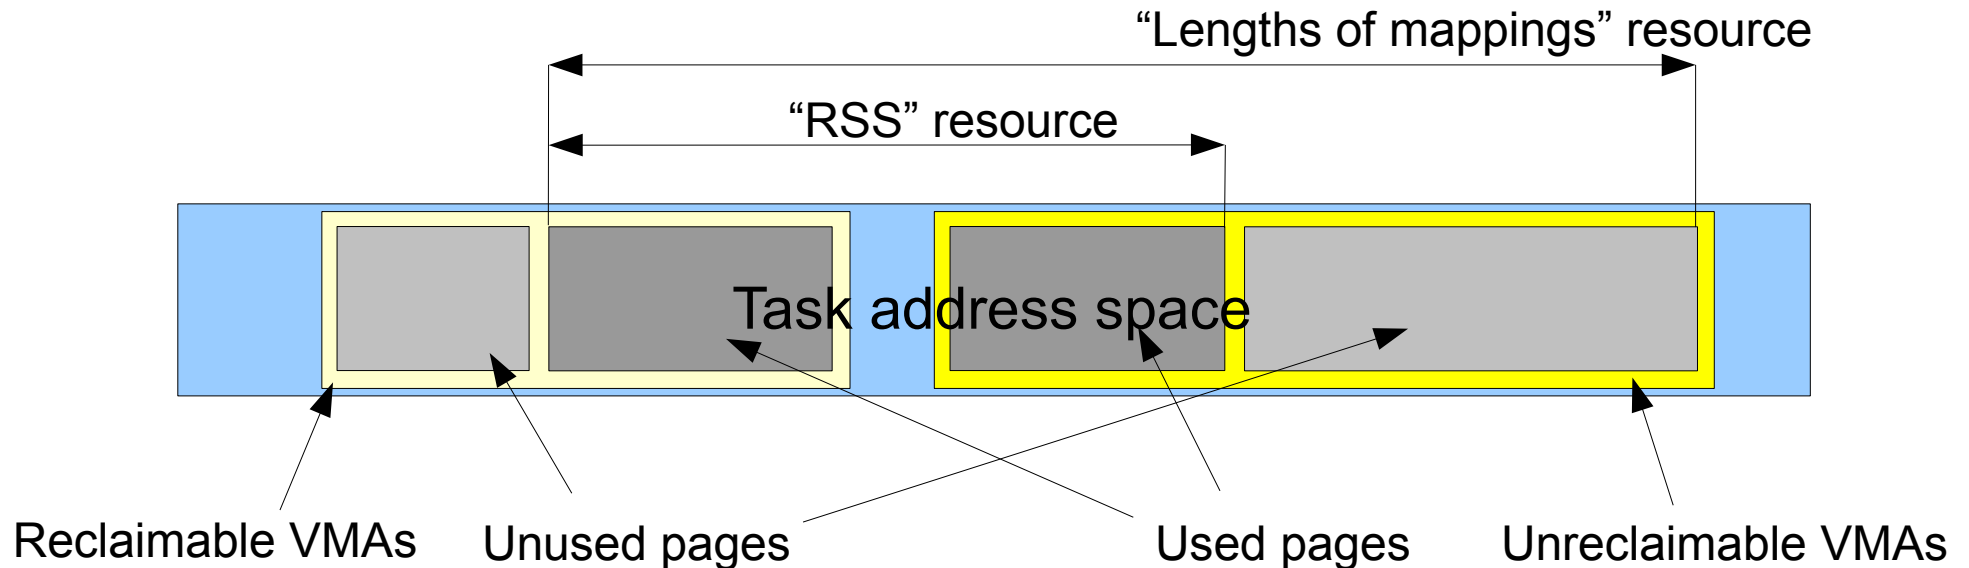 “Lengths of mappings” resource
“RSS” resource
Task address space
Reclaimable VMAs
Unused pages
Used pages
Unreclaimable VMAs